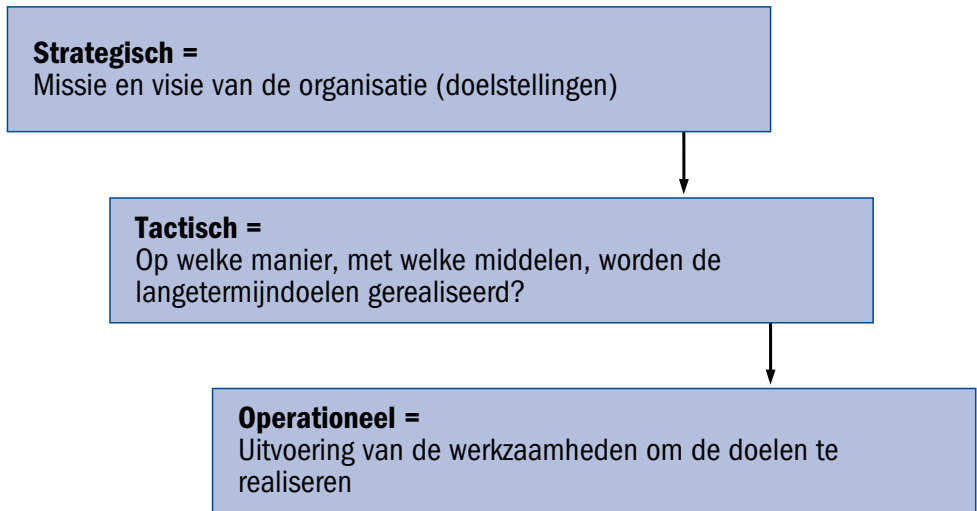 Strategisch =
Missie en visie van de organisatie (doelstellingen)
Tactisch =
Op welke manier, met welke middelen, worden de
langetermijndoelen gerealiseerd?
Operationeel =
Uitvoering van de werkzaamheden om de doelen te
realiseren